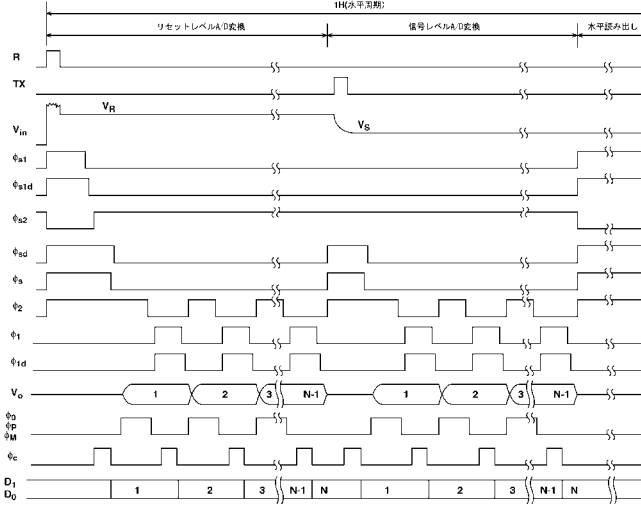 1H(水平周期)
リセットレベルA/D変換 信号レベルA/D変換 水平読み出し
R
TX
Vin VR VS
φs1
φs1d
φs2
φsd
φs
φ2
φ1
φ1d
Vo 1 2 3 N-1 1 2 3 N-1
φ0
φP
φM
φc
D1
D0 1 2 3 N-1 N 1 2 3 N-1 N